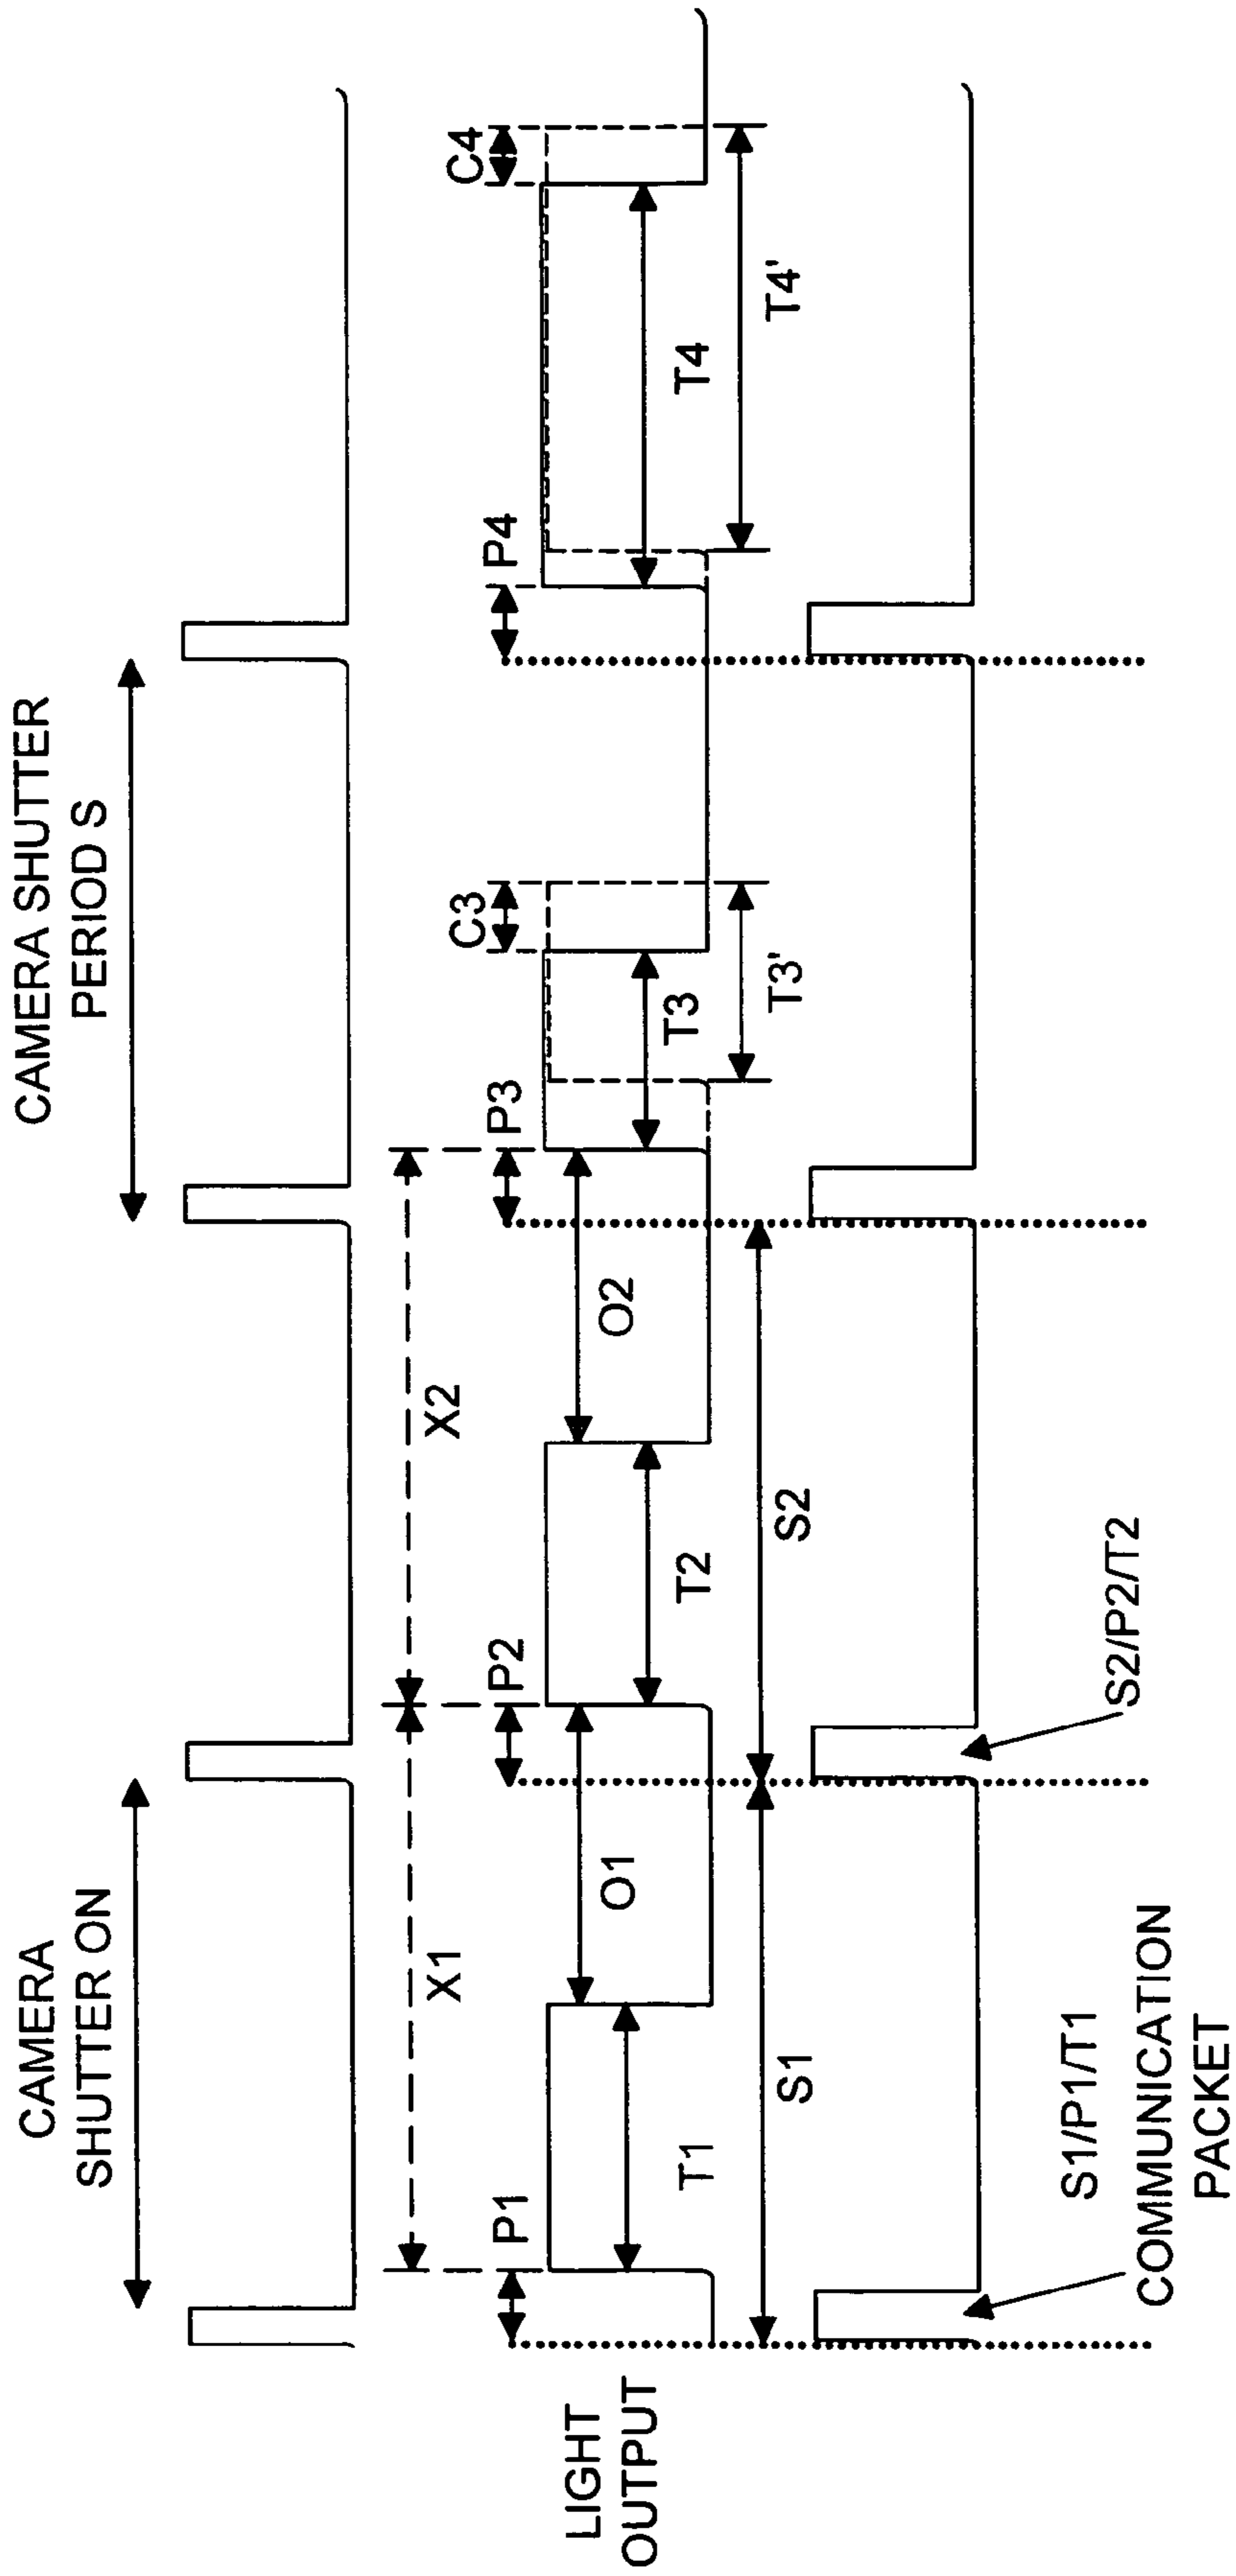 CAMERA
SHUTTER ON
CAMERA SHUTTER
PERIOD S
X1
X2
P1
P2
P3
C3
P4
C4
LIGHT
OUTPUT
T1
O1
T2
O2
T3
T4
S1
S2
T3'
T4'
S1/P1/T1
COMMUNICATION
PACKET
S2/P2/T2